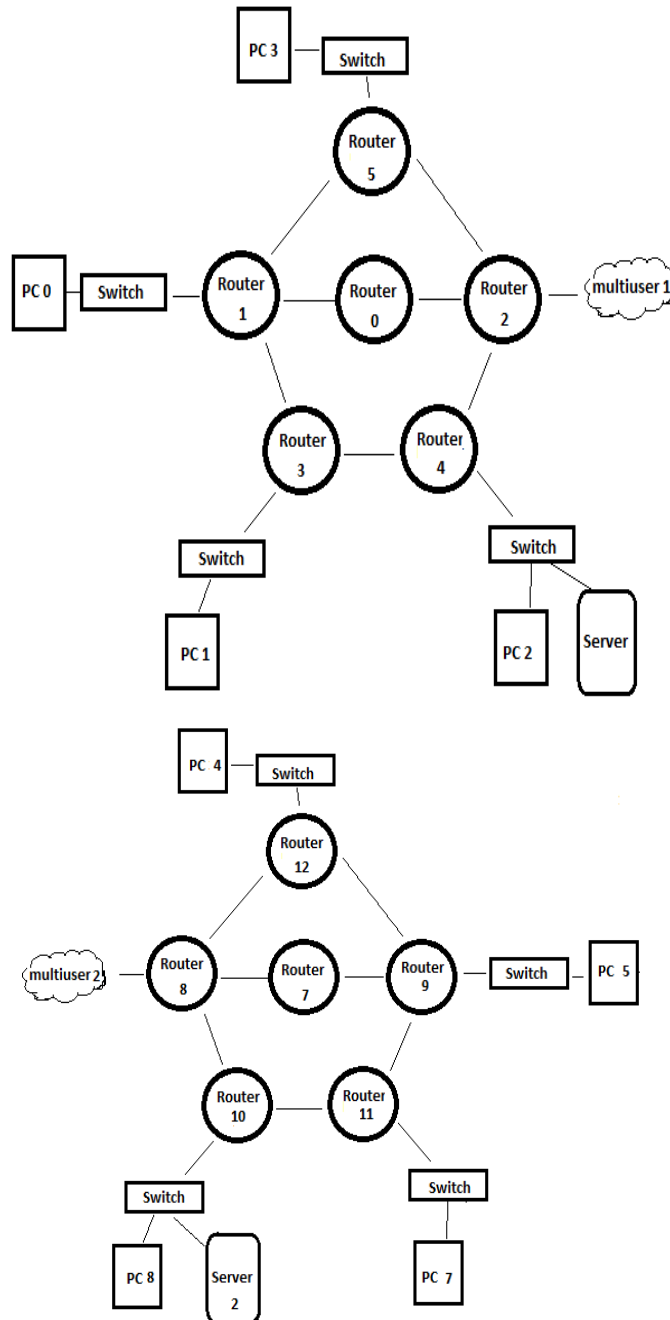 PC 3
Switch
Router
5
PC 0
Switch
Router
1
Router
0
Router
2
multiuser 1
Router
3
Router
4
Switch
Switch
PC 1
PC 2
Server
PC 4
Switch
Router
12
multiuser 2
Router
8
Router
7
Router
9
Switch
PC 5
Router
10
Router
11
Switch
Switch
PC 8
Server
2
PC 7